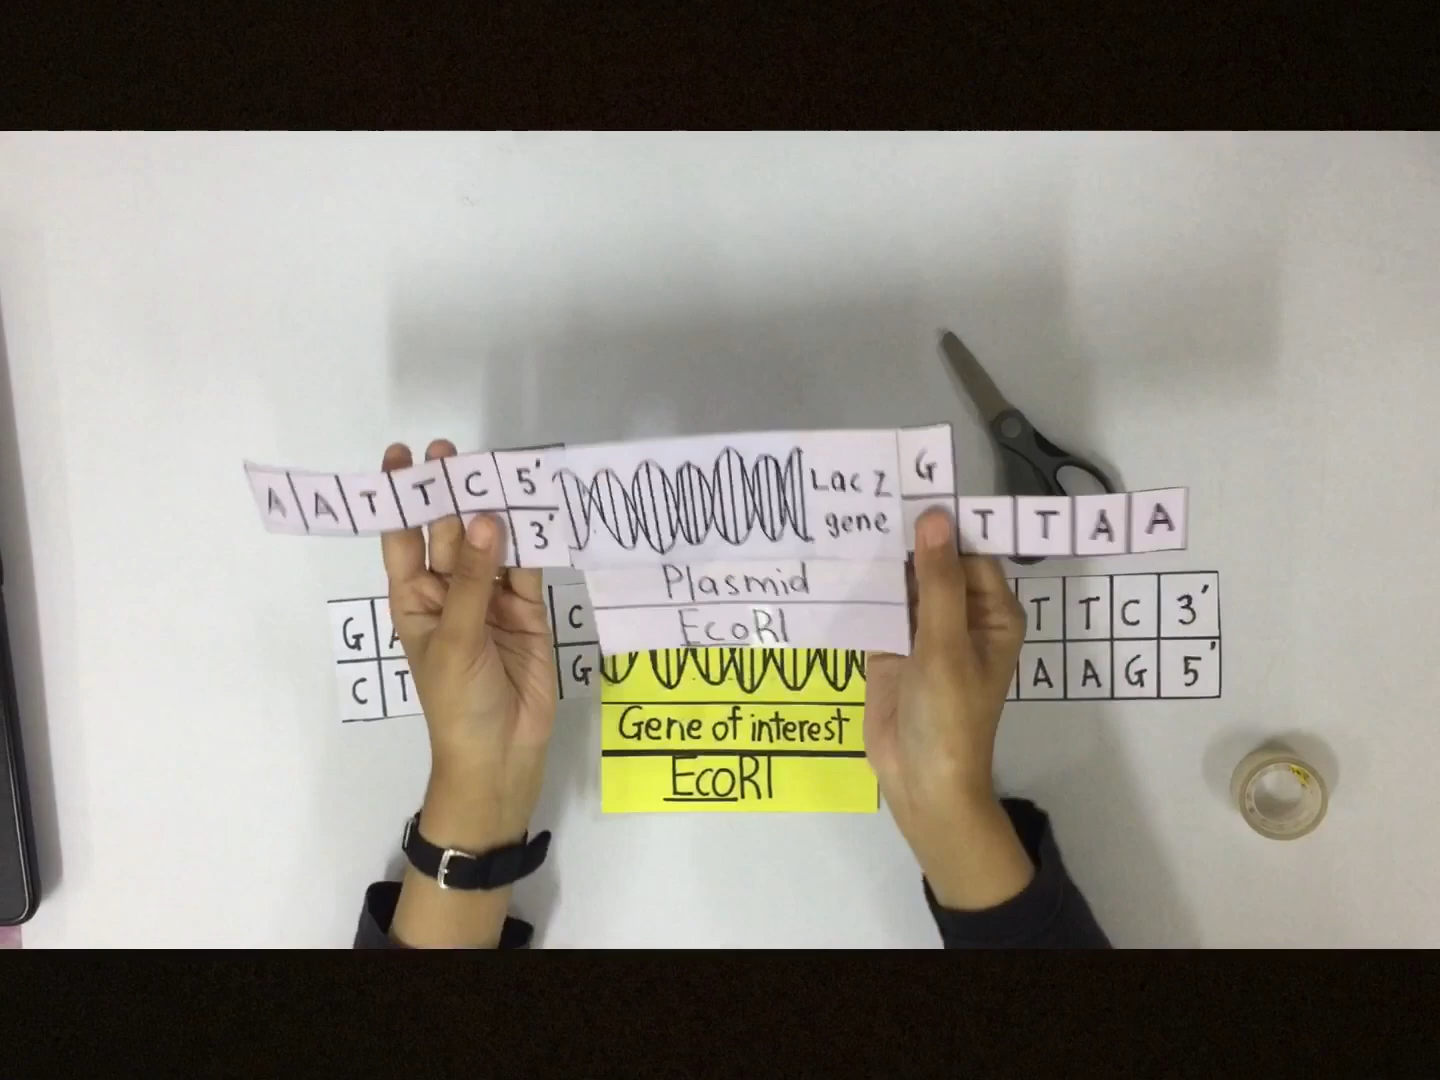 A A T T C 5'
3'
Lac Z
gene
G
T T A A
Plasmid
EcoRI
G
C T
C
G
T T C 3'
A A G 5'
Gene of interest
EcoRI